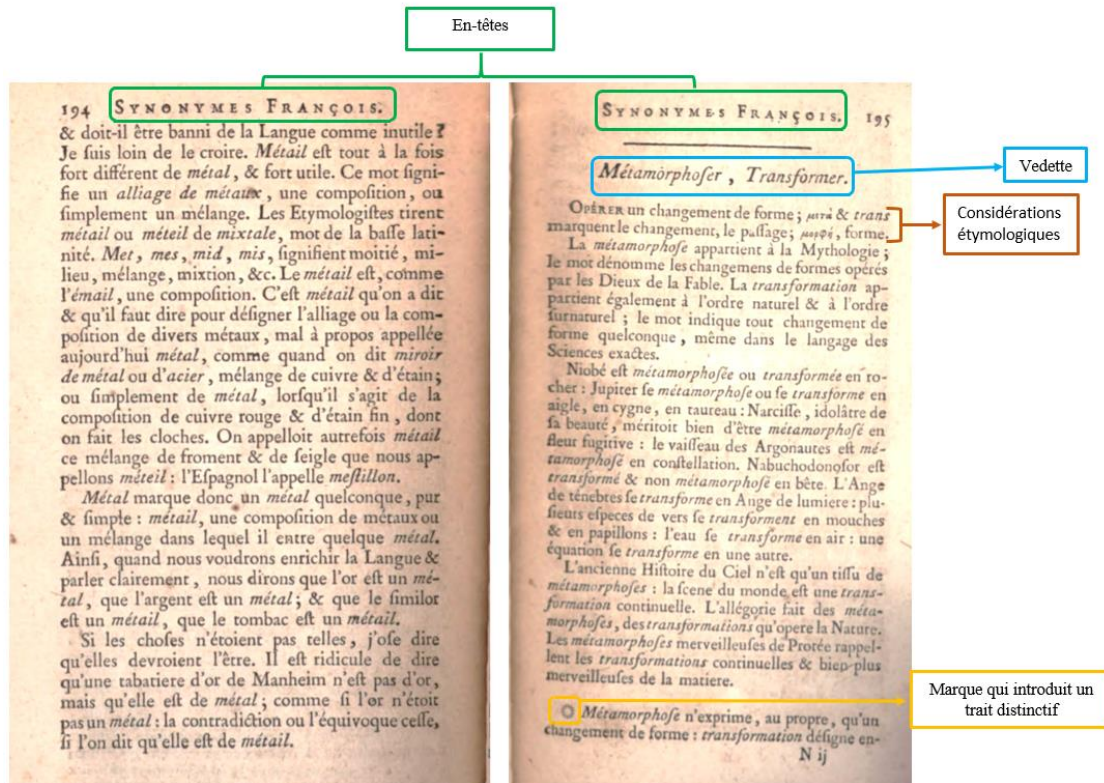 En-têtes
194 SYNONYMES FRANÇOIS.
& doit-il être banni de la Langue comme inutile ?
Je ſuis loin de le croire. Métail eſt tout à la fois
fort différent de métal, & fort utile. Ce mot ſigni-
fie un alliage de métaux, une compoſition, ou
ſimplement un mélange. Les Etymologiſtes tirent
métail ou méteil de mixtale, mot de la baſſe lati-
nité. Met, mes, mid, mis, ſignifient moitié, mi-
lieu, mélange, mixtion, &c. Le métail eſt, comme
l'émail, une compoſition. C'eſt métail qu'on a dit
& qu'il faut dire pour déſigner l'alliage ou la com-
poſition de divers métaux, mal à propos appellée
aujourd'hui métal, comme quand on dit miroir
de métal ou d'acier, mélange de cuivre & d'étain ;
ou ſimplement de métal, lorſqu'il s'agit de la
compoſition de cuivre rouge & d'étain fin, dont
on fait les cloches. On appelloit autrefois métail
ce mélange de froment & de ſeigle que nous ap-
pellons méteil : l'Eſpagnol l'appelle meſtillon.
Métal marque donc un métal quelconque, pur
& ſimple : métail, une compoſition de métaux ou
un mélange dans lequel il entre quelque métal.
Ainſi, quand nous voudrons enrichir la Langue &
parler clairement, nous dirons que l'or eſt un mé-
tal, que l'argent eſt un métal ; & que le ſimilor
eſt un métail, que le tombac eſt un métail.
Si les choſes n'étoient pas telles, j'oſe dire
qu'elles devroient l'être. Il eſt ridicule de dire
qu'une tabatiere d'or de Manheim n'eſt pas d'or,
mais qu'elle eſt de métal ; comme ſi l'or n'étoit
pas un métal : la contradiction ou l'équivoque ceſſe,
ſi l'on dit qu'elle eſt de métail.
SYNONYMES FRANÇOIS. 195
Métamorphoſer, Transformer.
OPÉRER un changement de forme ; μετὰ & trans
marquent le changement, le paſſage ; μορφὲ, forme.
La métamorphoſe appartient à la Mythologie ;
le mot dénomme les changemens de formes opérés
par les Dieux de la Fable. La transformation ap-
partient également à l'ordre naturel & à l'ordre
ſurnaturel ; le mot indique tout changement de
forme quelconque, même dans le langage des
Sciences exactes.
Niobé eſt métamorphoſée ou transformée en ro-
cher : Jupiter ſe métamorphoſe ou ſe transforme en
aigle, en cygne, en taureau : Narciſſe, idolâtre de
ſa beauté, méritoit bien d'être métamorphoſé en
fleur fugitive : le vaiſſeau des Argonautes eſt mé-
tamorphoſé en conſtellation. Nabuchodonoſor eſt
transformé & non métamorphoſé en bête. L'Ange
de ténebres ſe transforme en Ange de lumiere : plu-
ſieurs eſpeces de vers ſe transforment en mouches
& en papillons : l'eau ſe transforme en air : une
équation ſe transforme en une autre.
L'ancienne Hiſtoire du Ciel n'eſt qu'un tiſſu de
métamorphoſes : la ſcene du monde eſt une trans-
formation continuelle. L'allégorie fait des méta-
morphoſes, des transformations qu'opere la Nature.
Les métamorphoſes merveilleuſes de Protée rappel-
lent les transformations continuelles & bien plus
merveilleuſes de la matiere.
Métamorphoſe n'exprime, au propre, qu'un
changement de forme : transformation déſigne en-
N ij
Vedette
Considérations
étymologiques
Marque qui introduit un
trait distinctif